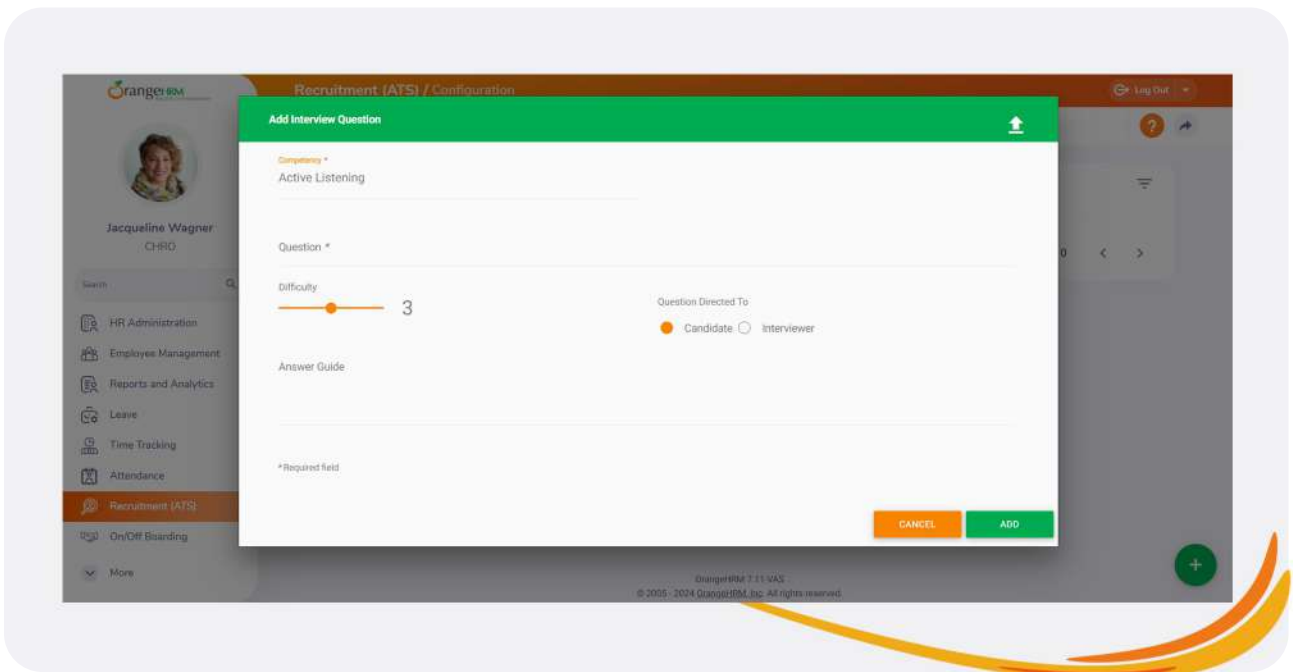 OrangeHRM
Recruitment (ATS) / Configuration
Log Out
Add Interview Question
?
Competency *
Active Listening
Jacqueline Wagner
CHRO
Search
Question *
0
Difficulty
3
Question Directed To
Candidate
Interviewer
HR Administration
Employee Management
Reports and Analytics
Leave
Time Tracking
Attendance
Recruitment (ATS)
On/Off Boarding
More
Answer Guide
* Required field
CANCEL
ADD
+
OrangeHRM 7.11 VAS
© 2005 - 2024 OrangeHRM, Inc. All rights reserved.